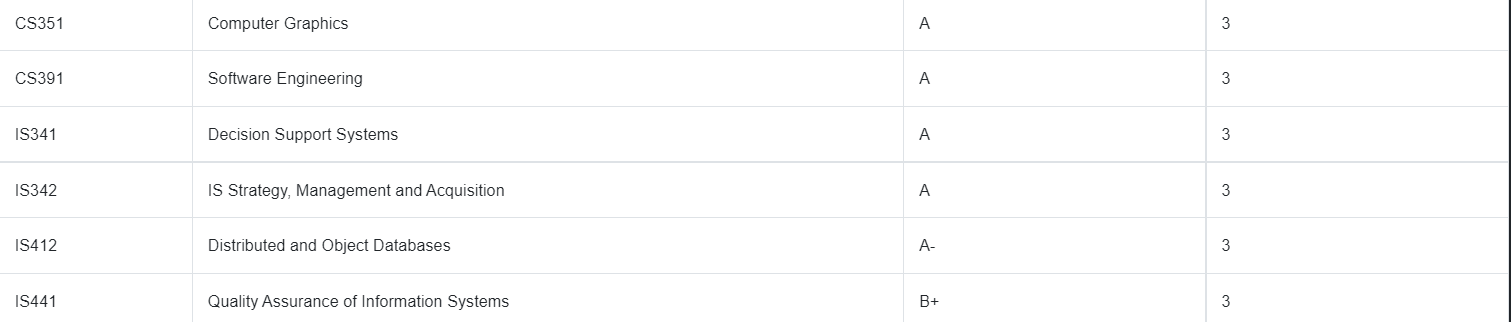 CS351 Computer Graphics A 3
CS391 Software Engineering A 3
IS341 Decision Support Systems A 3
IS342 IS Strategy, Management and Acquisition A 3
IS412 Distributed and Object Databases A- 3
IS441 Quality Assurance of Information Systems B+ 3